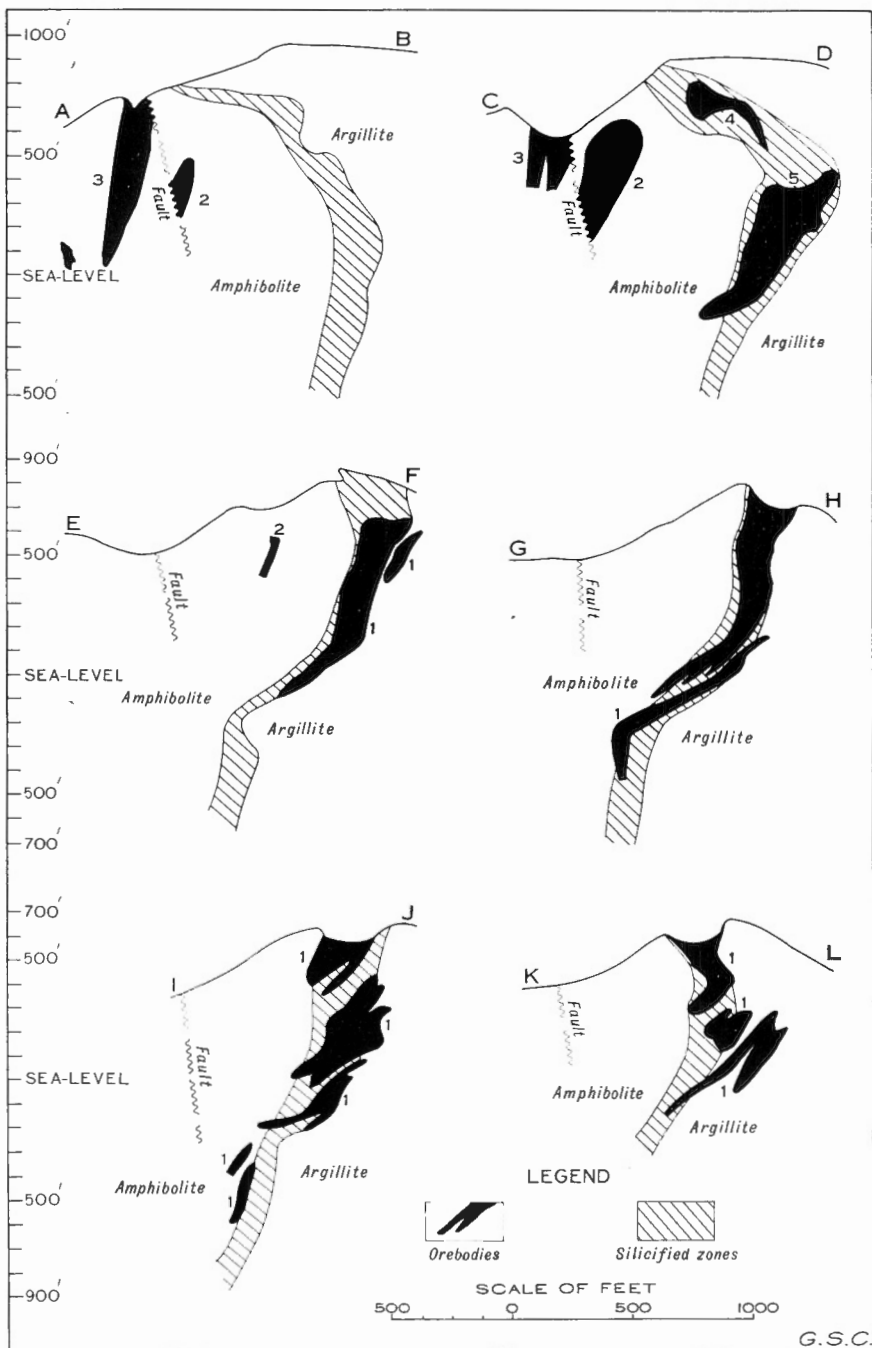 1000'
500'
SEA-LEVEL
500'
A
B
3
Fault
2
Argillite
Amphibolite
C
D
3
Fault
2
4
5
Amphibolite
Argillite
900'
500'
SEA-LEVEL
500'
700'
E
F
Fault
2
1
1
Amphibolite
Argillite
G
H
Fault
Amphibolite
1
Argillite
700'
500'
SEA-LEVEL
500'
900'
I
J
Fault
1
1
1
1
1
Amphibolite
Argillite
K
L
Fault
1
1
1
Amphibolite
Argillite
LEGEND
Orebodies
Silicified zones
SCALE OF FEET
500 0 500 1000
G.S.C.